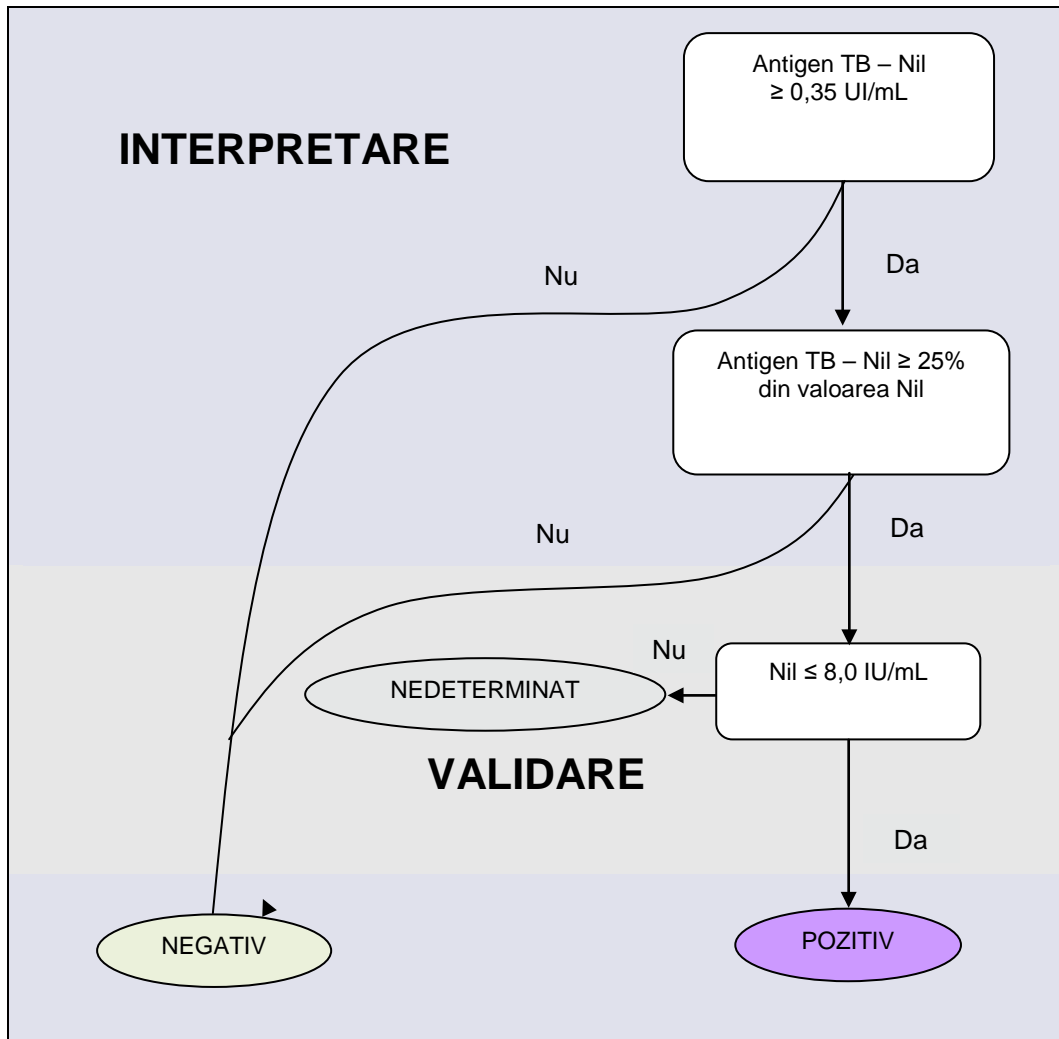 Antigen TB – Nil
≥ 0,35 UI/mL
INTERPRETARE
Nu
Da
Antigen TB – Nil ≥ 25%
din valoarea Nil
Nu
Da
Nu
Nil ≤ 8,0 IU/mL
NEDETERMINAT
VALIDARE
Da
NEGATIV
POZITIV